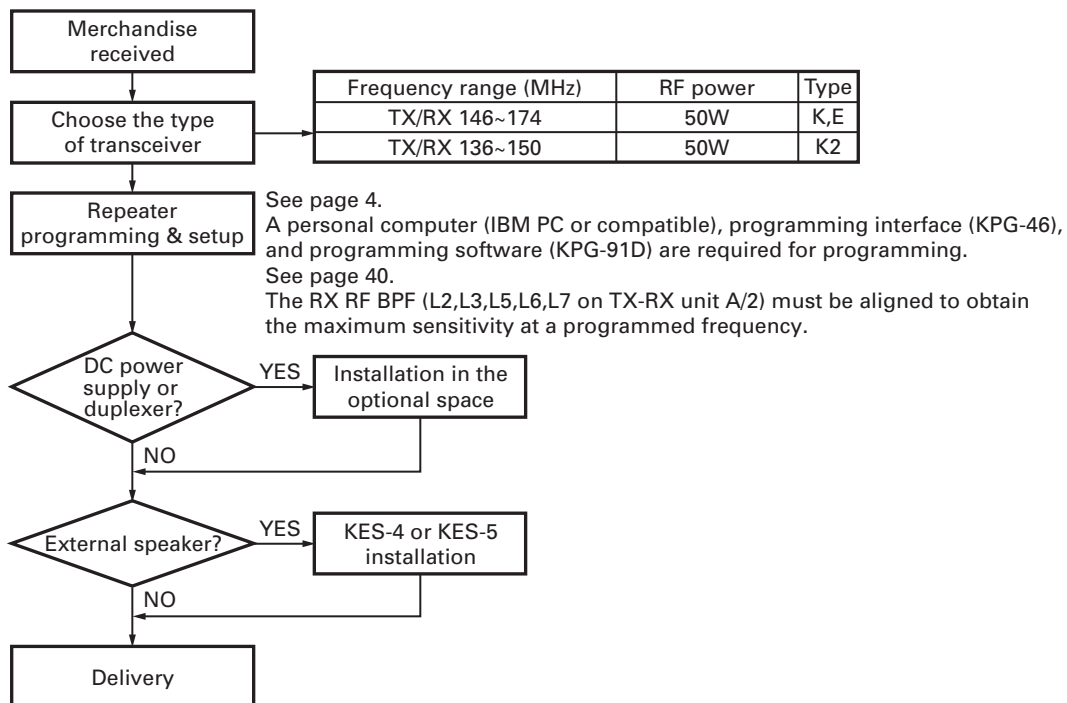 Merchandise
received
Choose the type
of transceiver
Frequency range (MHz) RF power Type
TX/RX 146~174 50W K,E
TX/RX 136~150 50W K2
Repeater
programming & setup
See page 4.
A personal computer (IBM PC or compatible), programming interface (KPG-46),
and programming software (KPG-91D) are required for programming.
See page 40.
The RX RF BPF (L2,L3,L5,L6,L7 on TX-RX unit A/2) must be aligned to obtain
the maximum sensitivity at a programmed frequency.
DC power
supply or
duplexer?
YES
Installation in the
optional space
NO
External speaker?
YES
KES-4 or KES-5
installation
NO
Delivery